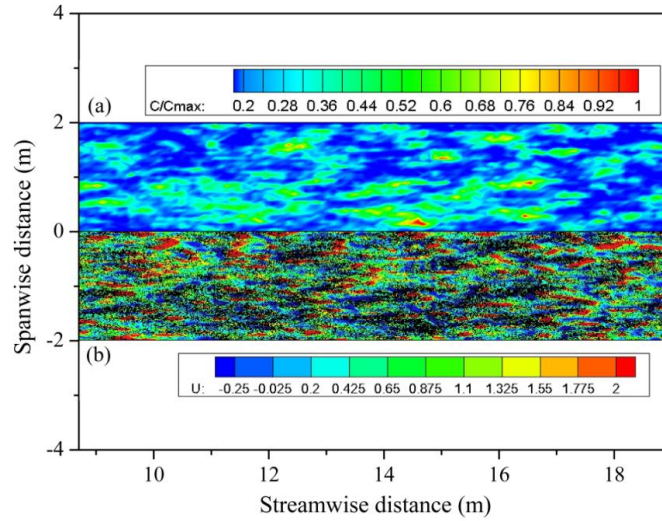 4
C/Cmax: 0.2 0.28 0.36 0.44 0.52 0.6 0.68 0.76 0.84 0.92 1
(a)
2
0
-2
(b)
U: -0.25 -0.025 0.2 0.425 0.65 0.875 1.1 1.325 1.55 1.775 2
-4
Spanwise distance (m)
10 12 14 16 18
Streamwise distance (m)